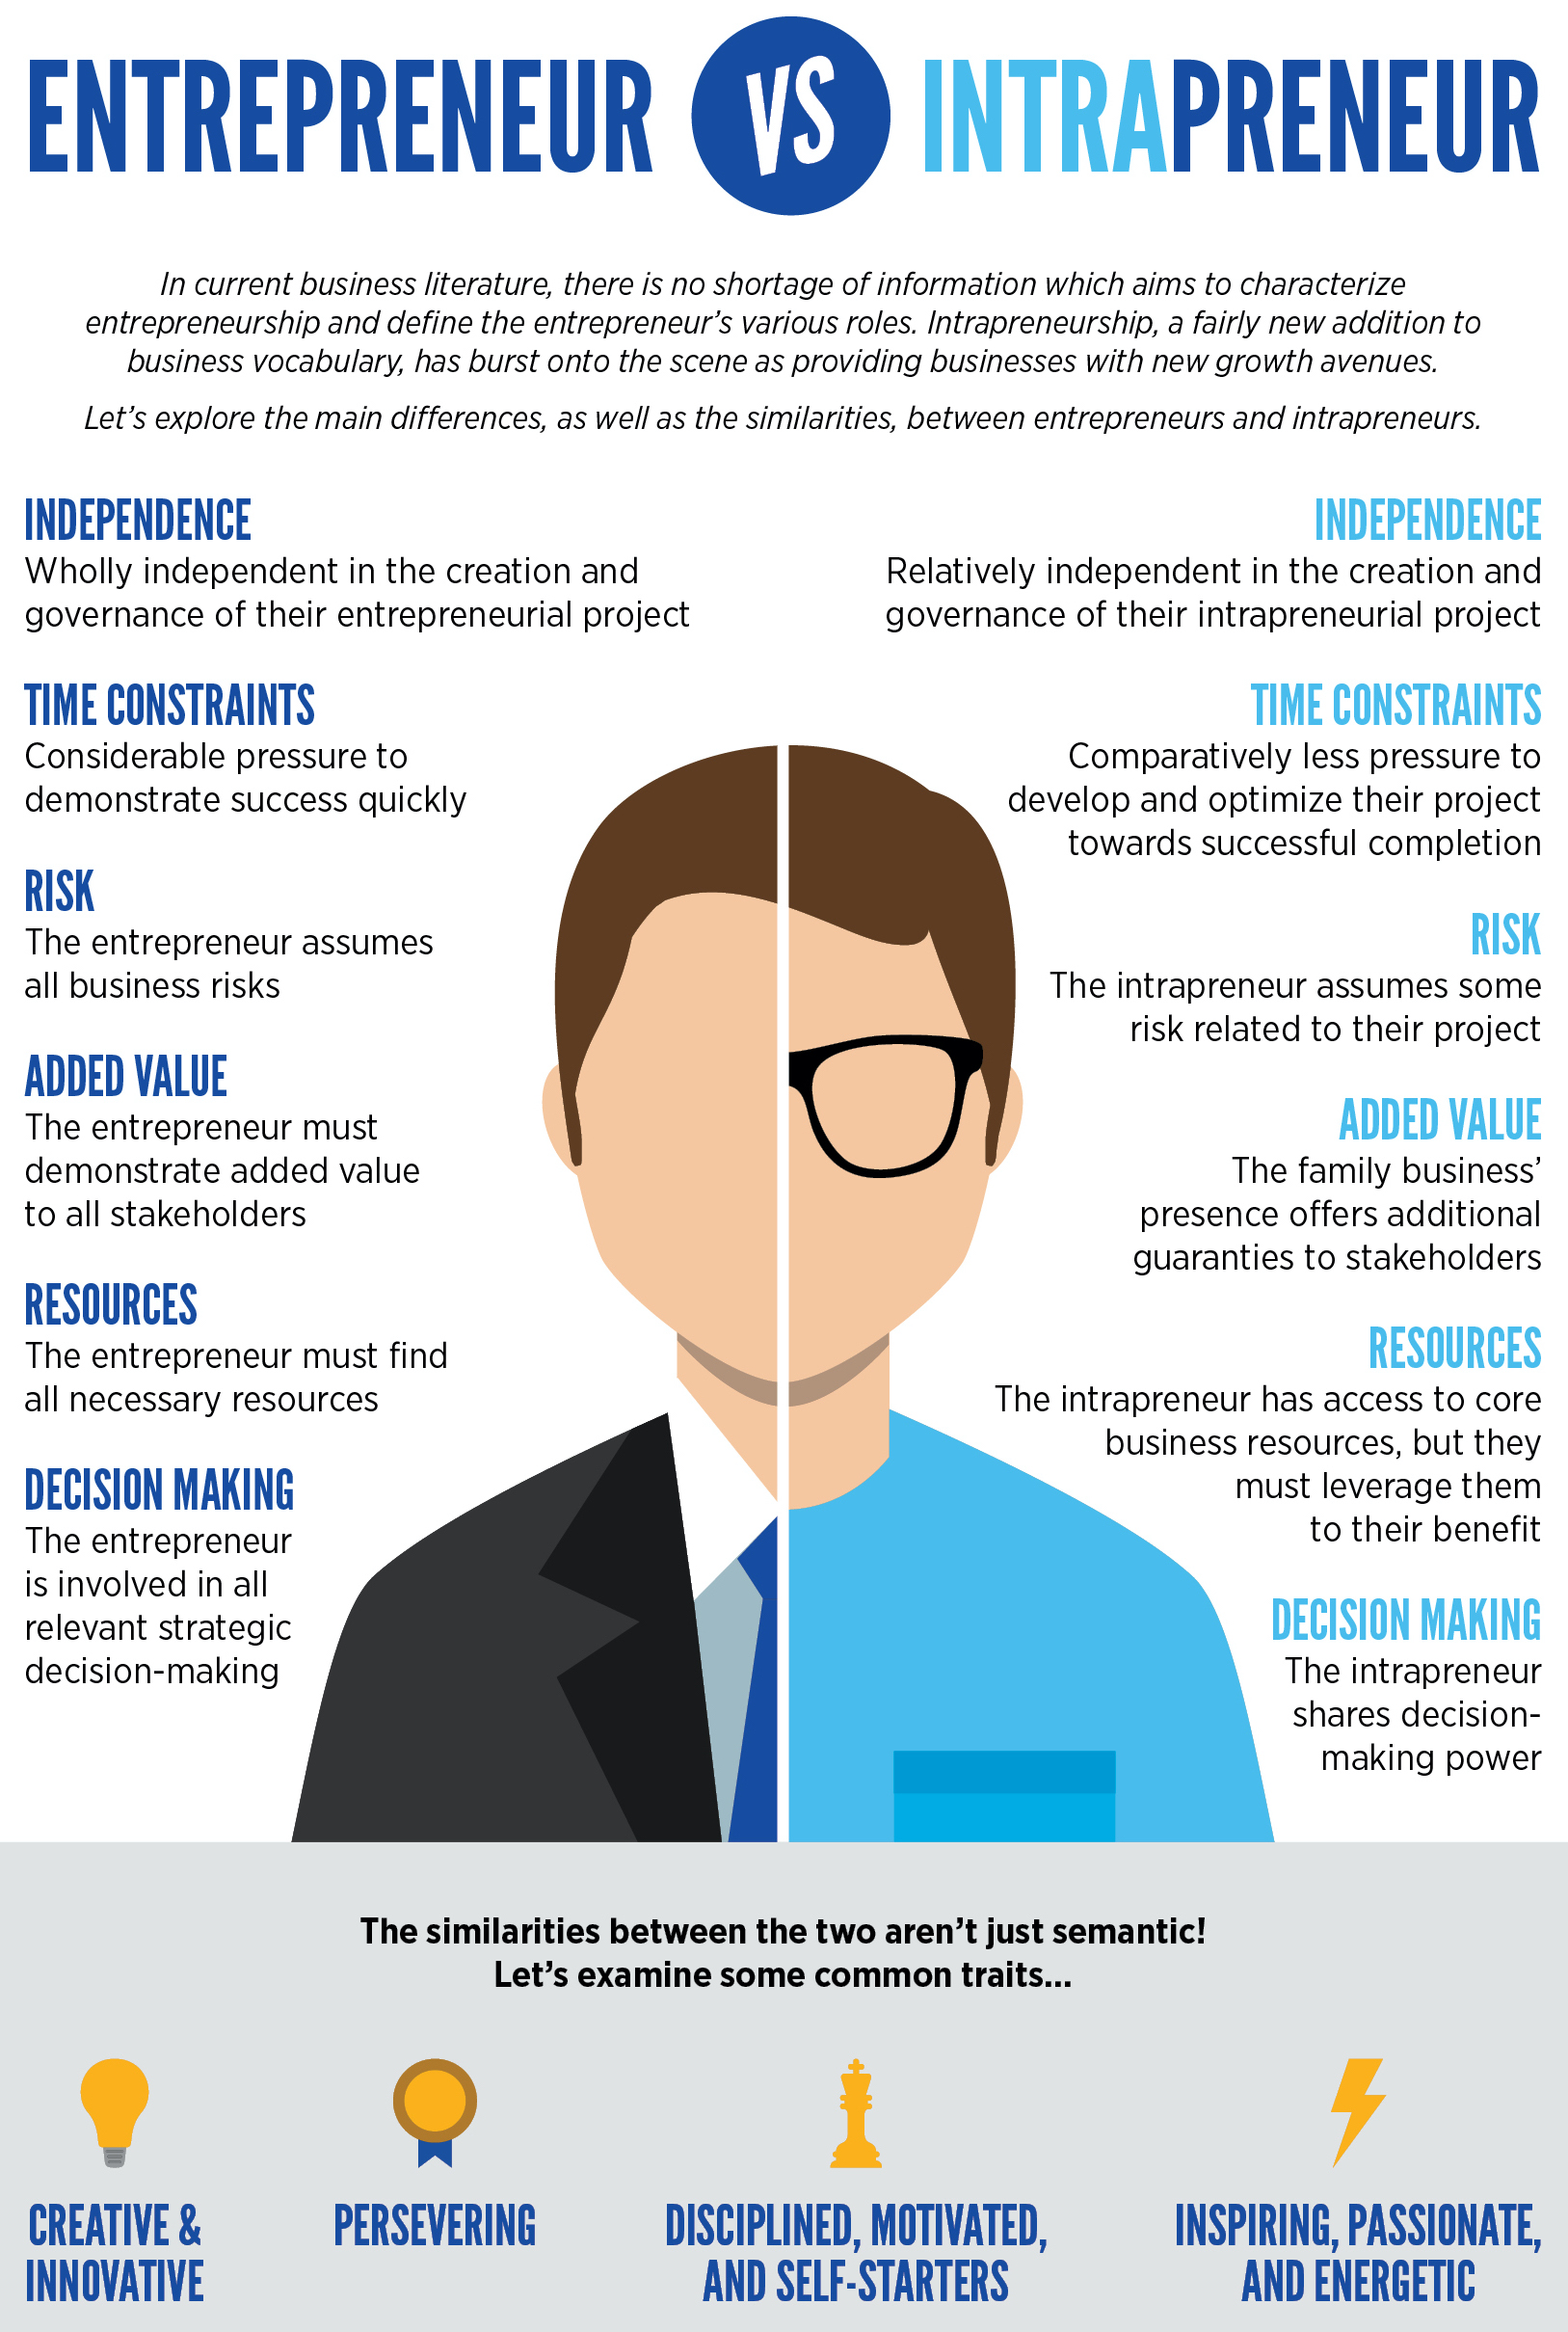 ENTREPRENEUR VS INTRAPRENEUR
In current business literature, there is no shortage of information which aims to characterize
entrepreneurship and define the entrepreneur's various roles. Intrapreneurship, a fairly new addition to
business vocabulary, has burst onto the scene as providing businesses with new growth avenues.
Let's explore the main differences, as well as the similarities, between entrepreneurs and intrapreneurs.
INDEPENDENCE
Wholly independent in the creation and
governance of their entrepreneurial project
TIME CONSTRAINTS
Considerable pressure to
demonstrate success quickly
RISK
The entrepreneur assumes
all business risks
ADDED VALUE
The entrepreneur must
demonstrate added value
to all stakeholders
RESOURCES
The entrepreneur must find
all necessary resources
DECISION MAKING
The entrepreneur
is involved in all
relevant strategic
decision-making
INDEPENDENCE
Relatively independent in the creation and
governance of their intrapreneurial project
TIME CONSTRAINTS
Comparatively less pressure to
develop and optimize their project
towards successful completion
RISK
The intrapreneur assumes some
risk related to their project
ADDED VALUE
The family business'
presence offers additional
guaranties to stakeholders
RESOURCES
The intrapreneur has access to core
business resources, but they
must leverage them
to their benefit
DECISION MAKING
The intrapreneur
shares decision-
making power
The similarities between the two aren't just semantic!
Let's examine some common traits...
CREATIVE &
INNOVATIVE
PERSEVERING
DISCIPLINED, MOTIVATED,
AND SELF-STARTERS
INSPIRING, PASSIONATE,
AND ENERGETIC